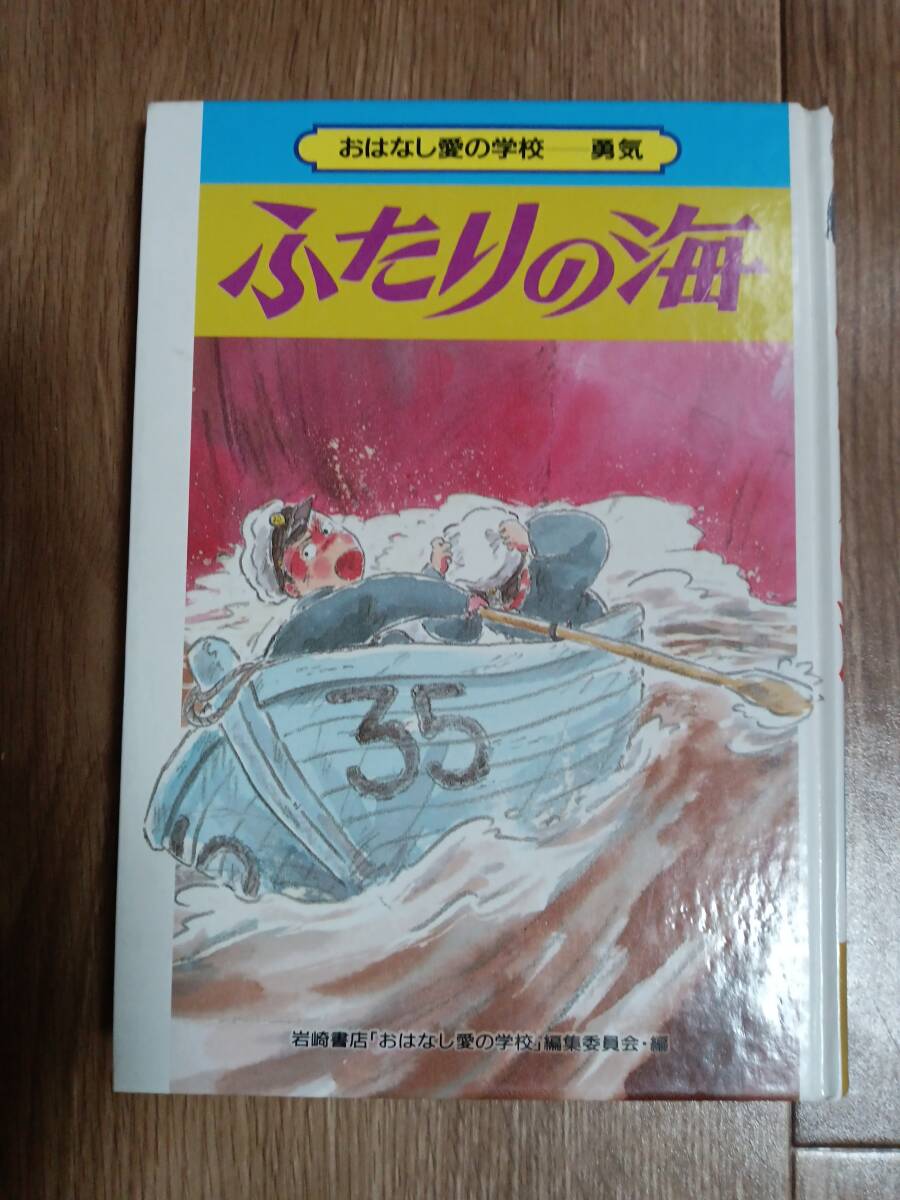 おはなし愛の学校――勇気
ふたりの海
35
岩崎書店「おはなし愛の学校」編集委員会・編